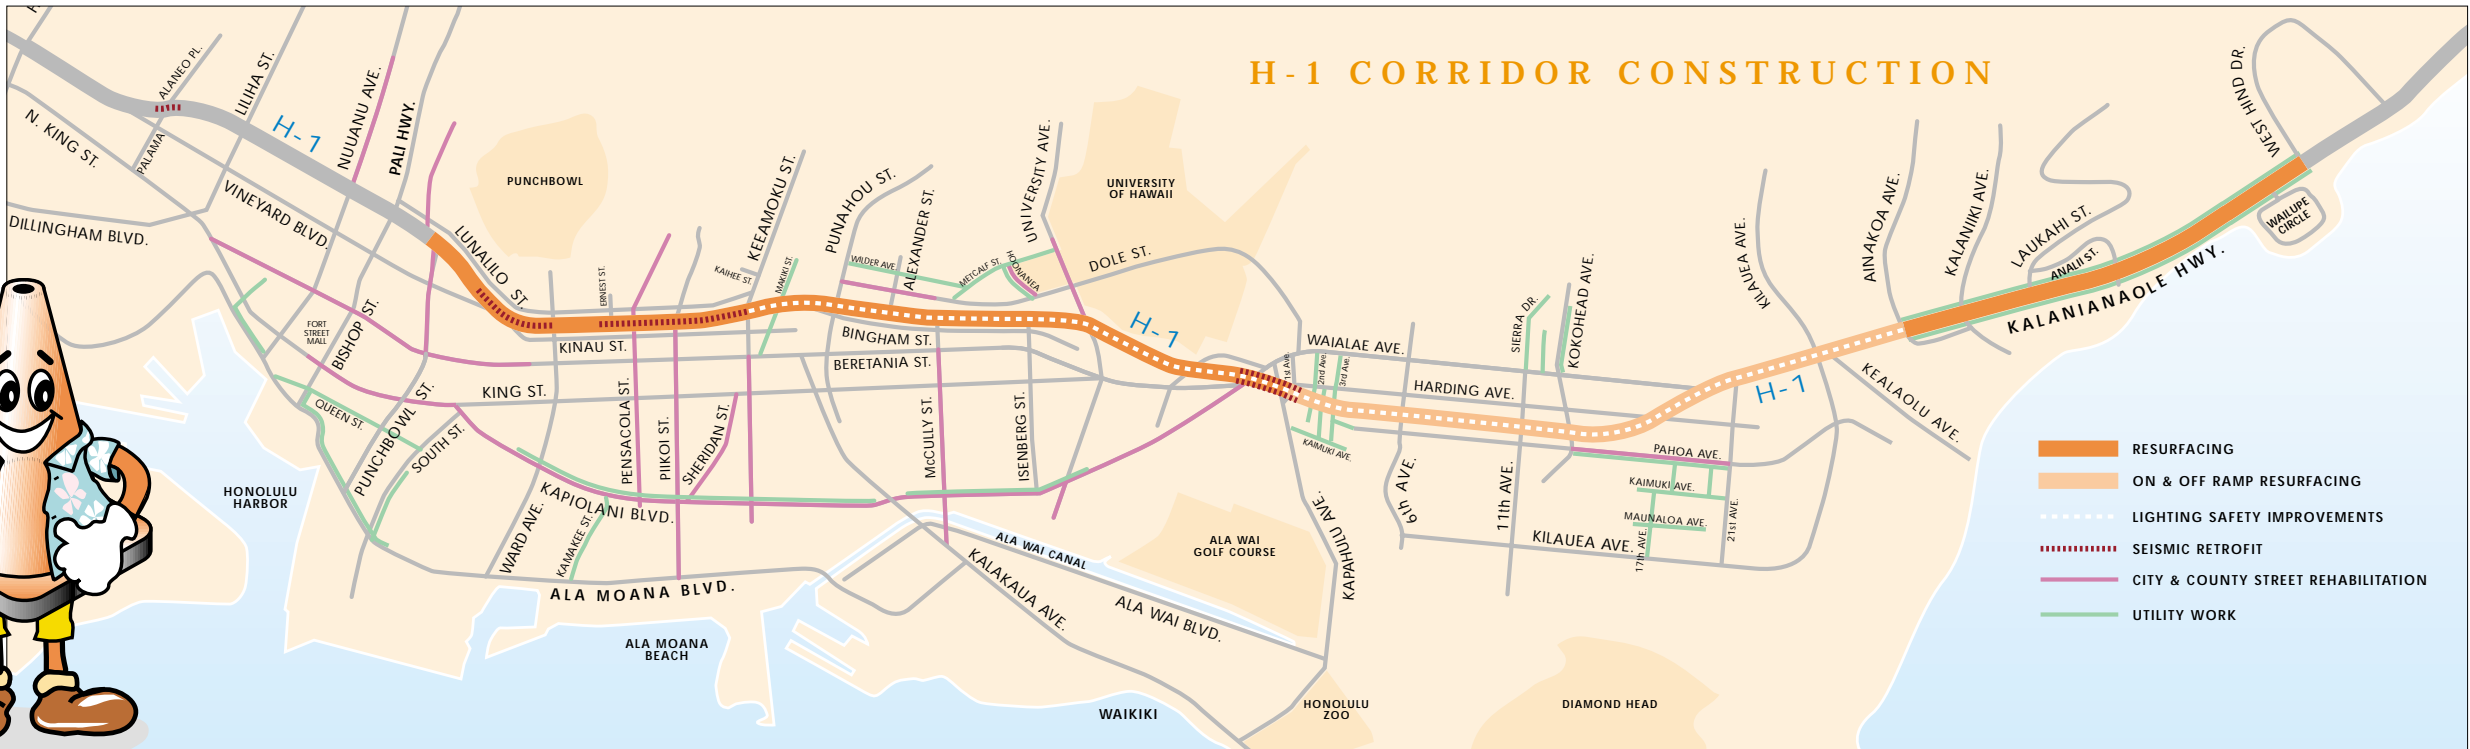 H-1 CORRIDOR CONSTRUCTION
ALANEO PL.
LILIHA ST.
H-1
NUUANU AVE.
PALI HWY.
N. KING ST.
PALAMA
VINEYARD BLVD.
DILLINGHAM BLVD.
PUNCHBOWL
LUNALILO ST.
ERNEST ST.
KAIHEE ST.
KEEAMOKU ST.
MAKIKI ST.
PUNAHOU ST.
WILDER AVE.
ALEXANDER ST.
METCALF ST.
HOONANEA
UNIVERSITY AVE.
UNIVERSITY
OF HAWAII
DOLE ST.
H-1
FORT
STREET
MALL
BISHOP ST.
KINAU ST.
BINGHAM ST.
BERETANIA ST.
KING ST.
QUEEN ST.
PUNCHBOWL ST.
SOUTH ST.
PENSACOLA ST.
PIIKOI ST.
SHERIDAN ST.
McCULLY ST.
ISENBERG ST.
KAPIOLANI BLVD.
WARD AVE.
KAMAKEE ST.
HONOLULU
HARBOR
ALA MOANA BLVD.
ALA MOANA
BEACH
KALAKAUA AVE.
ALA WAI CANAL
ALA WAI BLVD.
ALA WAI
GOLF COURSE
WAIKIKI
HONOLULU
ZOO
DIAMOND HEAD
KAPAHULU AVE.
1st Ave.
2nd Ave.
3rd Ave.
KAIMUKI AVE.
WAIALAE AVE.
HARDING AVE.
6th AVE.
11th AVE.
SIERRA DR.
KOKOHEAD AVE.
PAHOA AVE.
KAIMUKI AVE.
MAUNALOA AVE.
KILAUEA AVE.
17th AVE.
21st AVE.
KILAUEA AVE.
H-1
KEALAOLU AVE.
AINAKOA AVE.
KALANIKI AVE.
LAUKAHI ST.
ANALII ST.
KALANIANAOLE HWY.
WEST HIND DR.
WAILUPE
CIRCLE
RESURFACING
ON & OFF RAMP RESURFACING
LIGHTING SAFETY IMPROVEMENTS
SEISMIC RETROFIT
CITY & COUNTY STREET REHABILITATION
UTILITY WORK